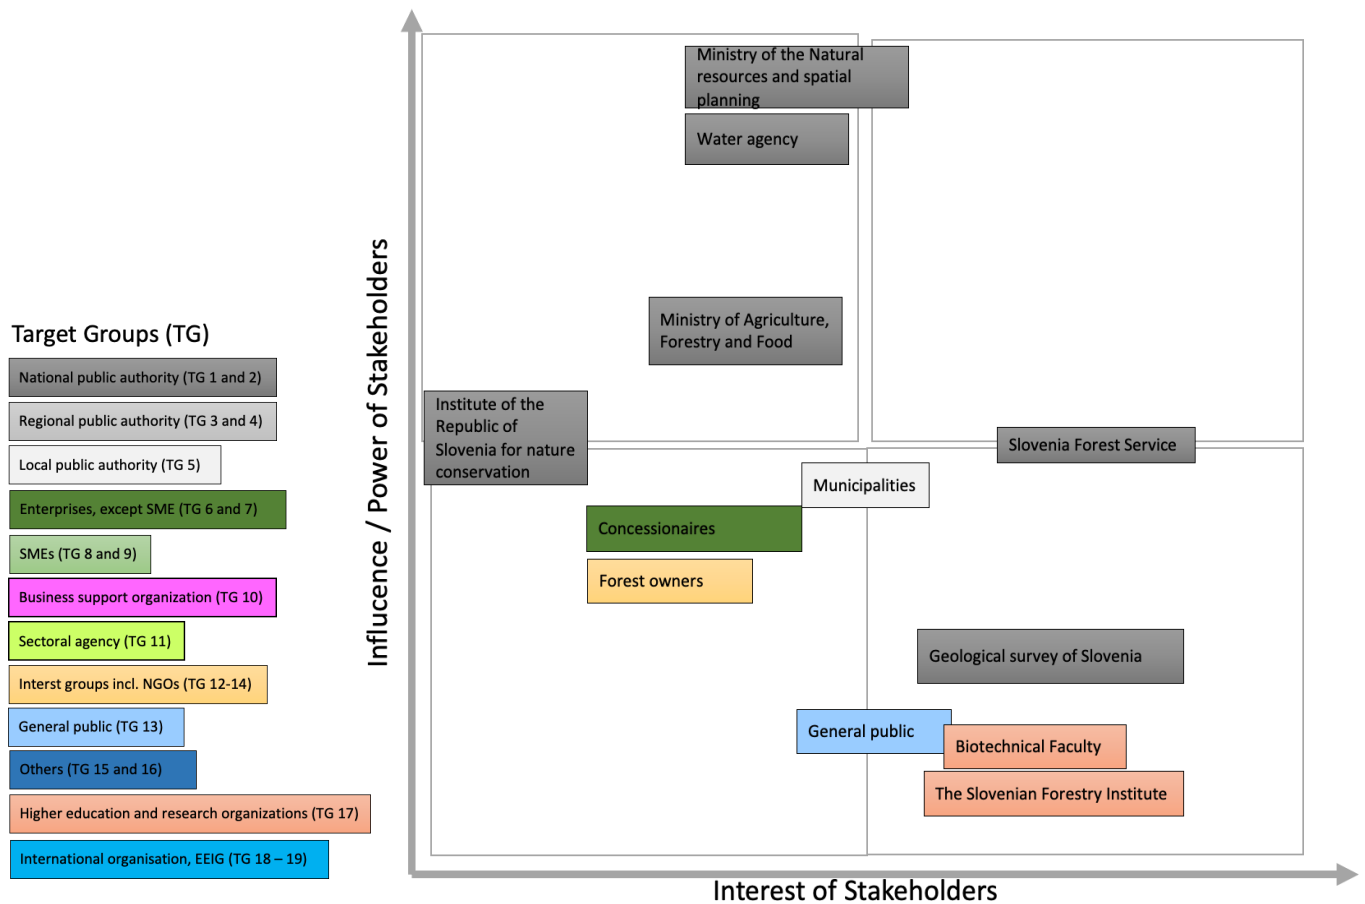 Ministry of the Natural
resources and spatial
planning
Water agency
Ministry of Agriculture,
Forestry and Food
Institute of the
Republic of
Slovenia for nature
conservation
Slovenia Forest Service
Municipalities
Concessionaires
Forest owners
Geological survey of Slovenia
General public
Biotechnical Faculty
The Slovenian Forestry Institute
Influcence / Power of Stakeholders
Interest of Stakeholders
Target Groups (TG)
National public authority (TG 1 and 2)
Regional public authority (TG 3 and 4)
Local public authority (TG 5)
Enterprises, except SME (TG 6 and 7)
SMEs (TG 8 and 9)
Business support organization (TG 10)
Sectoral agency (TG 11)
Interst groups incl. NGOs (TG 12-14)
General public (TG 13)
Others (TG 15 and 16)
Higher education and research organizations (TG 17)
International organisation, EEIG (TG 18 – 19)